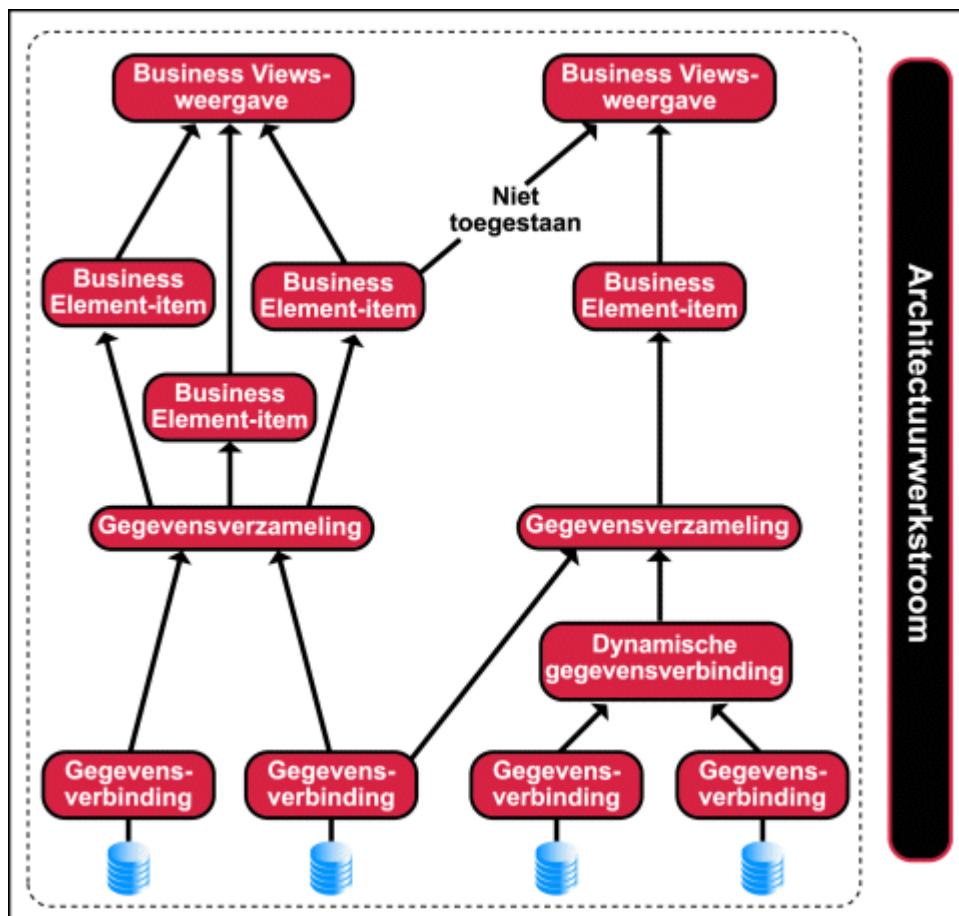 Business Views-
weergave
Business Views-
weergave
Niet
toegestaan
Business
Element-item
Business
Element-item
Business
Element-item
Business
Element-item
Gegevensverzameling
Gegevensverzameling
Dynamische
gegevensverbinding
Gegevens-
verbinding
Gegevens-
verbinding
Gegevens-
verbinding
Gegevens-
verbinding
Architectuurwerkstroom